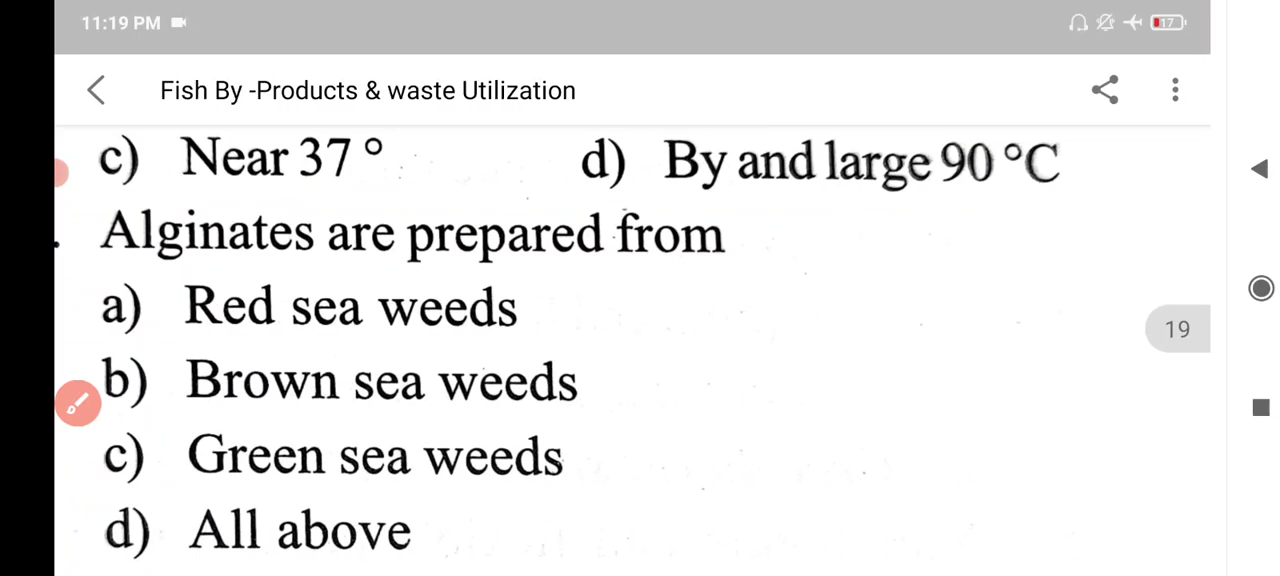 11:19 PM
17
Fish By -Products & waste Utilization
c) Near 37 ° d) By and large 90 °C
. Alginates are prepared from
a) Red sea weeds
19
b) Brown sea weeds
c) Green sea weeds
d) All above